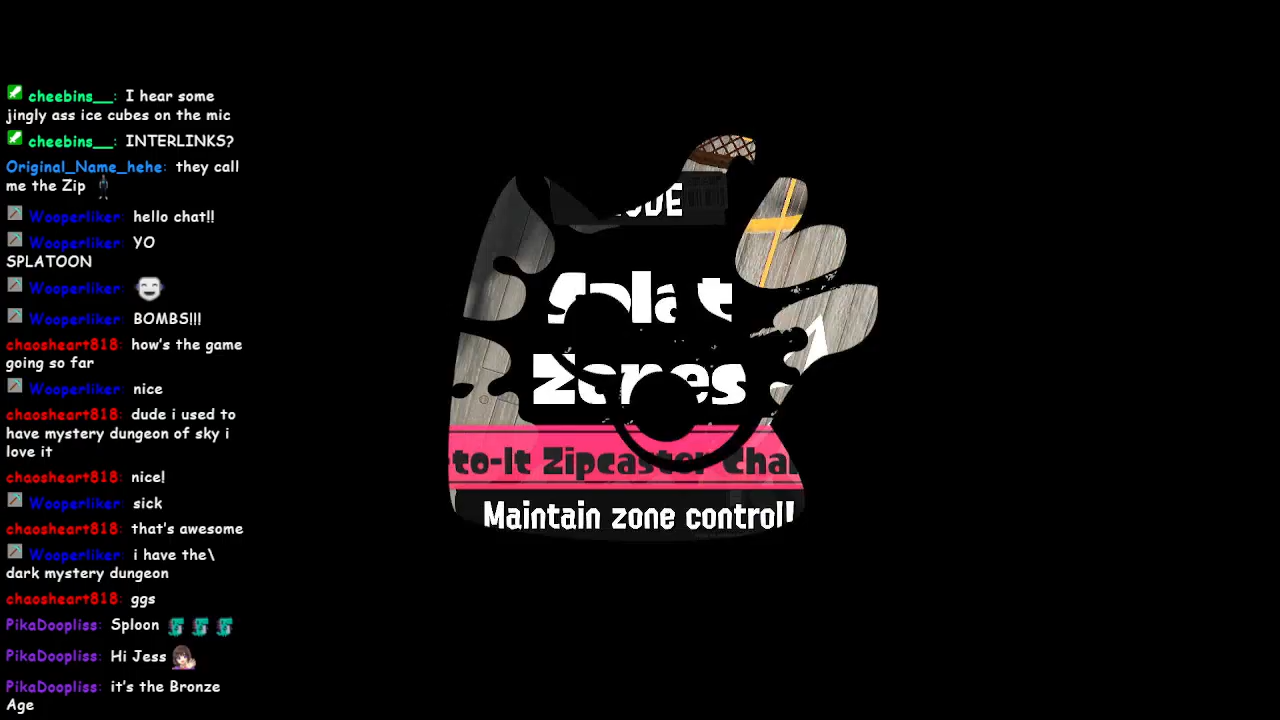 cheebins__: I hear some
jingly ass ice cubes on the mic
cheebins__: INTERLINKS?
Original_Name_hehe: they call
me the Zip
Wooperliker: hello chat!!
Wooperliker: YO
SPLATOON
Wooperliker:
Wooperliker: BOMBS!!!
chaosheart818: how's the game
going so far
Wooperliker: nice
chaosheart818: dude i used to
have mystery dungeon of sky i
love it
chaosheart818: nice!
Wooperliker: sick
chaosheart818: that's awesome
Wooperliker: i have the\
dark mystery dungeon
chaosheart818: ggs
PikaDoopliss: Sploon
PikaDoopliss: Hi Jess
PikaDoopliss: it's the Bronze
Age
Splat
Zones
-to-It Zipcaster Chal
Maintain zone control!